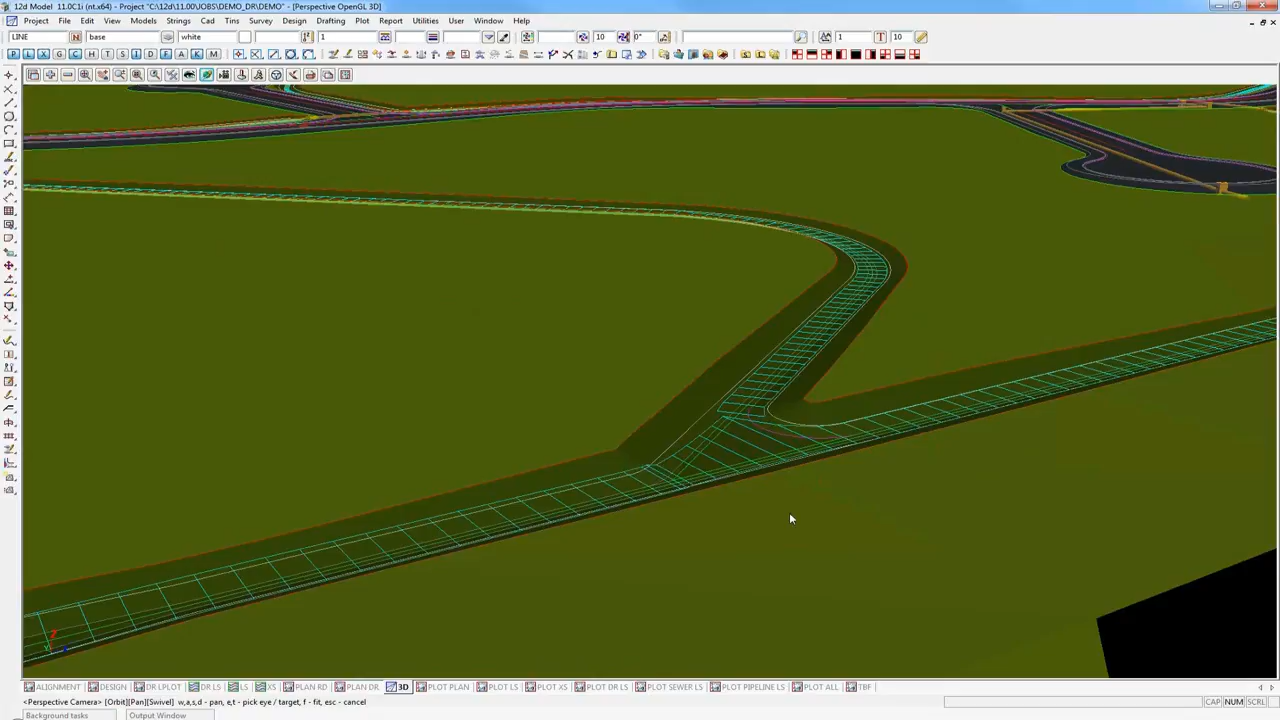 12d Model 11.0C1i (nt.x64) - Project "C:\12d\11.00\JOBS\DEMO_DR\DEMO" - [Perspective OpenGL 3D]
Project Edit View Models Strings Cad Tins Survey Design Drafting Plot Report Utilities User Window Help
LINE N base white 1 10 0° 1 T 10
P L X G C H T S I D F A K M
ALIGNMENT DESIGN DR LPLOT DR LS LS XS PLAN RD PLAN DR 3D PLOT PLAN PLOT LS PLOT XS PLOT DR LS PLOT SEWER LS PLOT PIPELINE LS PLOT ALL TBF
<Perspective Camera> [Orbit][Pan][Swivel] w,a,s,d - pan, e,t - pick eye / target, f - fit, esc - cancel
CAP NUM SCRL
Background tasks Output Window